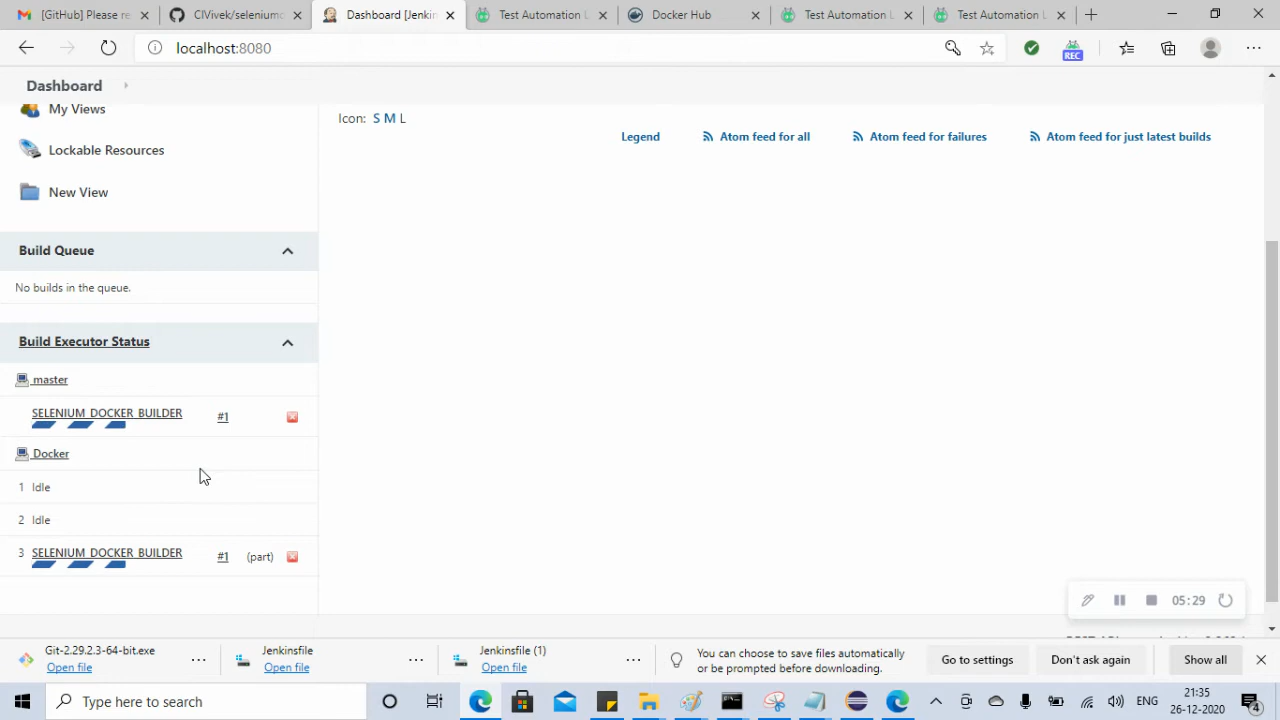 [GitHub] Please re
CIVivek/seleniumd
Dashboard [Jenkin
Test Automation L
Docker Hub
Test Automation L
Test Automation L
localhost:8080
REC
Dashboard
My Views
Icon: S M L
Legend
Atom feed for all
Atom feed for failures
Atom feed for just latest builds
Lockable Resources
New View
Build Queue
No builds in the queue.
Build Executor Status
master
SELENIUM_DOCKER_BUILDER #1
Docker
1 Idle
2 Idle
3 SELENIUM_DOCKER_BUILDER #1 (part)
05:29
Git-2.29.2.3-64-bit.exe
Open file
Jenkinsfile
Open file
Jenkinsfile (1)
Open file
You can choose to save files automatically
or be prompted before downloading.
Go to settings
Don't ask again
Show all
Type here to search
ENG
21:35
26-12-2020
4